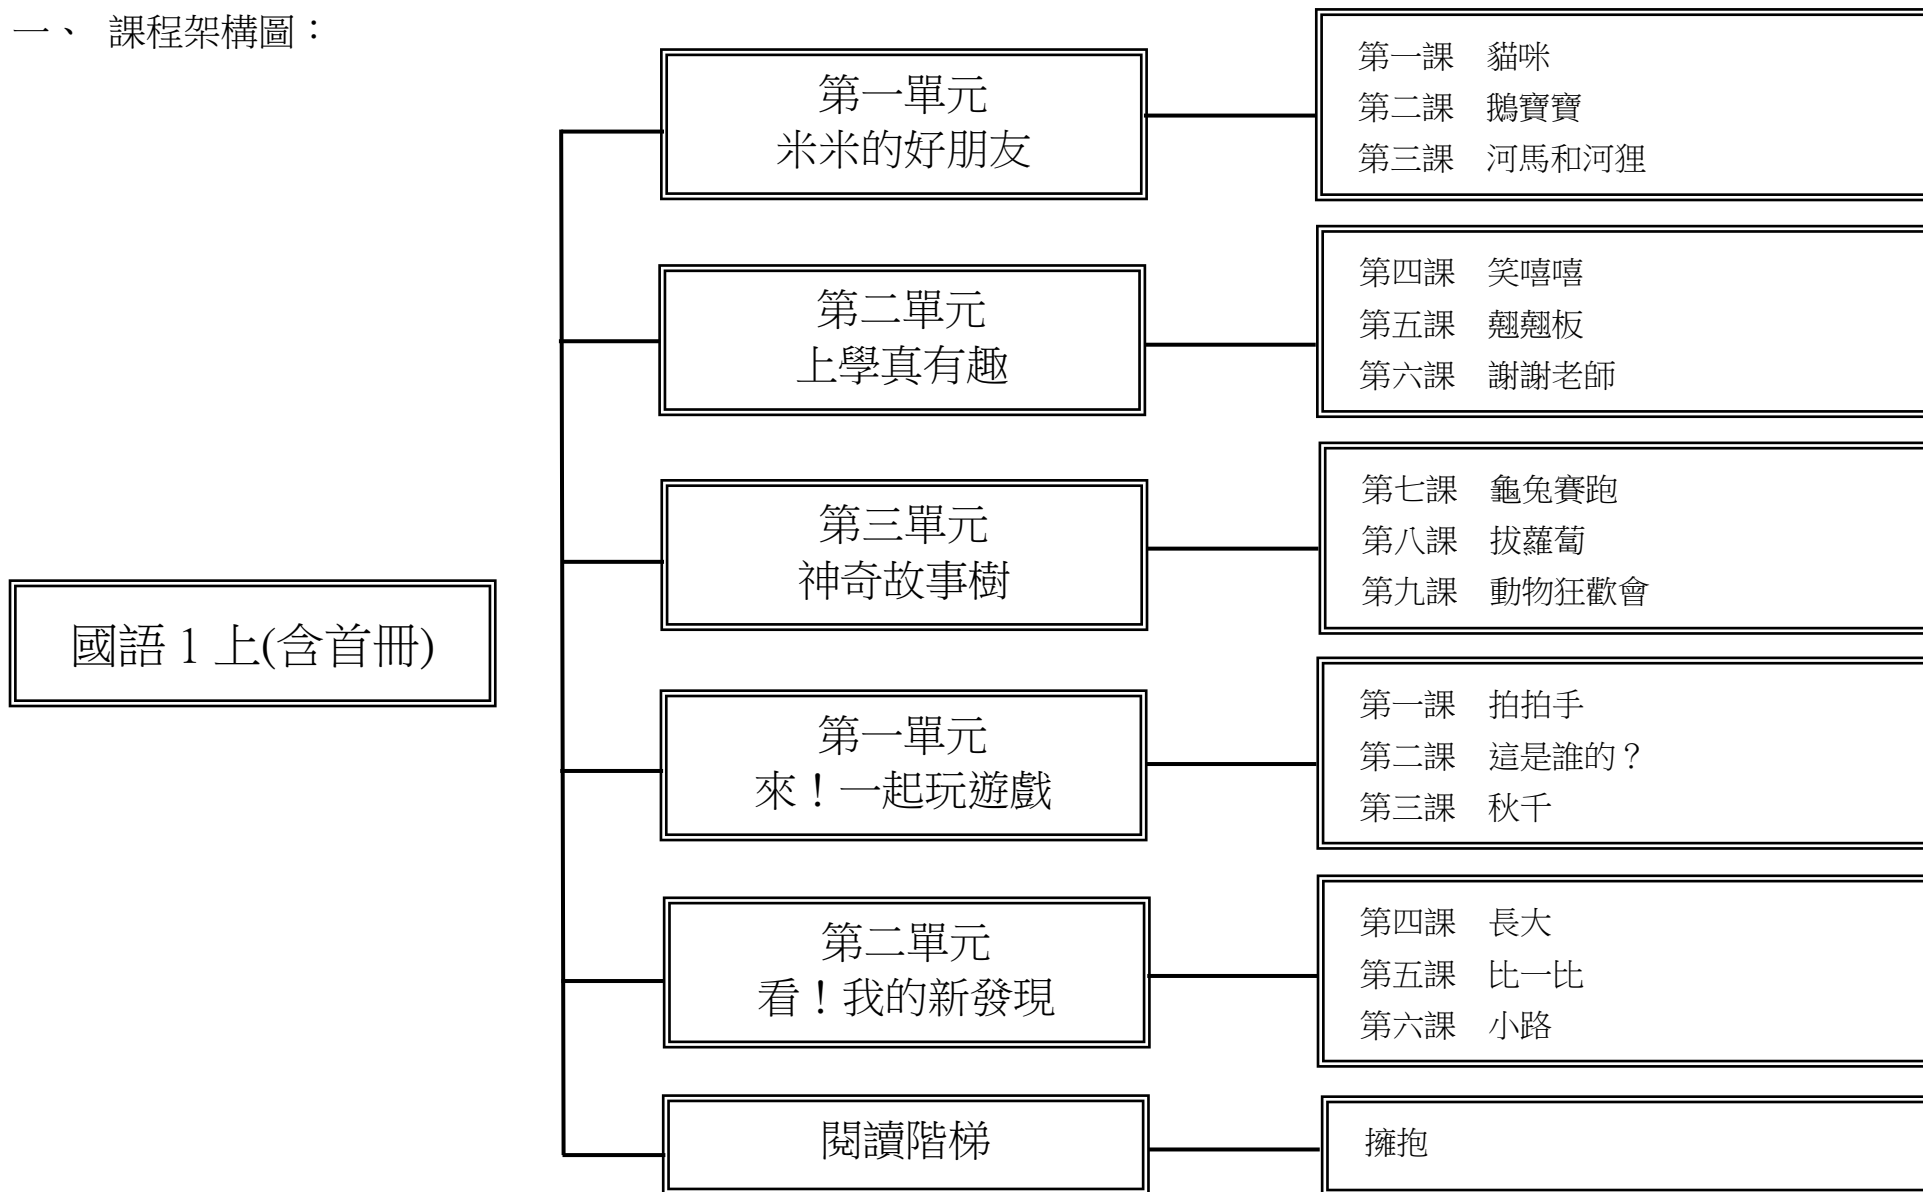 一、 課程架構圖：
國語 1 上(含首冊)
第一單元
米米的好朋友
第一課　貓咪
第二課　鵝寶寶
第三課　河馬和河狸
第二單元
上學真有趣
第四課　笑嘻嘻
第五課　翹翹板
第六課　謝謝老師
第三單元
神奇故事樹
第七課　龜兔賽跑
第八課　拔蘿蔔
第九課　動物狂歡會
第一單元
來！一起玩遊戲
第一課　拍拍手
第二課　這是誰的？
第三課　秋千
第二單元
看！我的新發現
第四課　長大
第五課　比一比
第六課　小路
閱讀階梯
擁抱